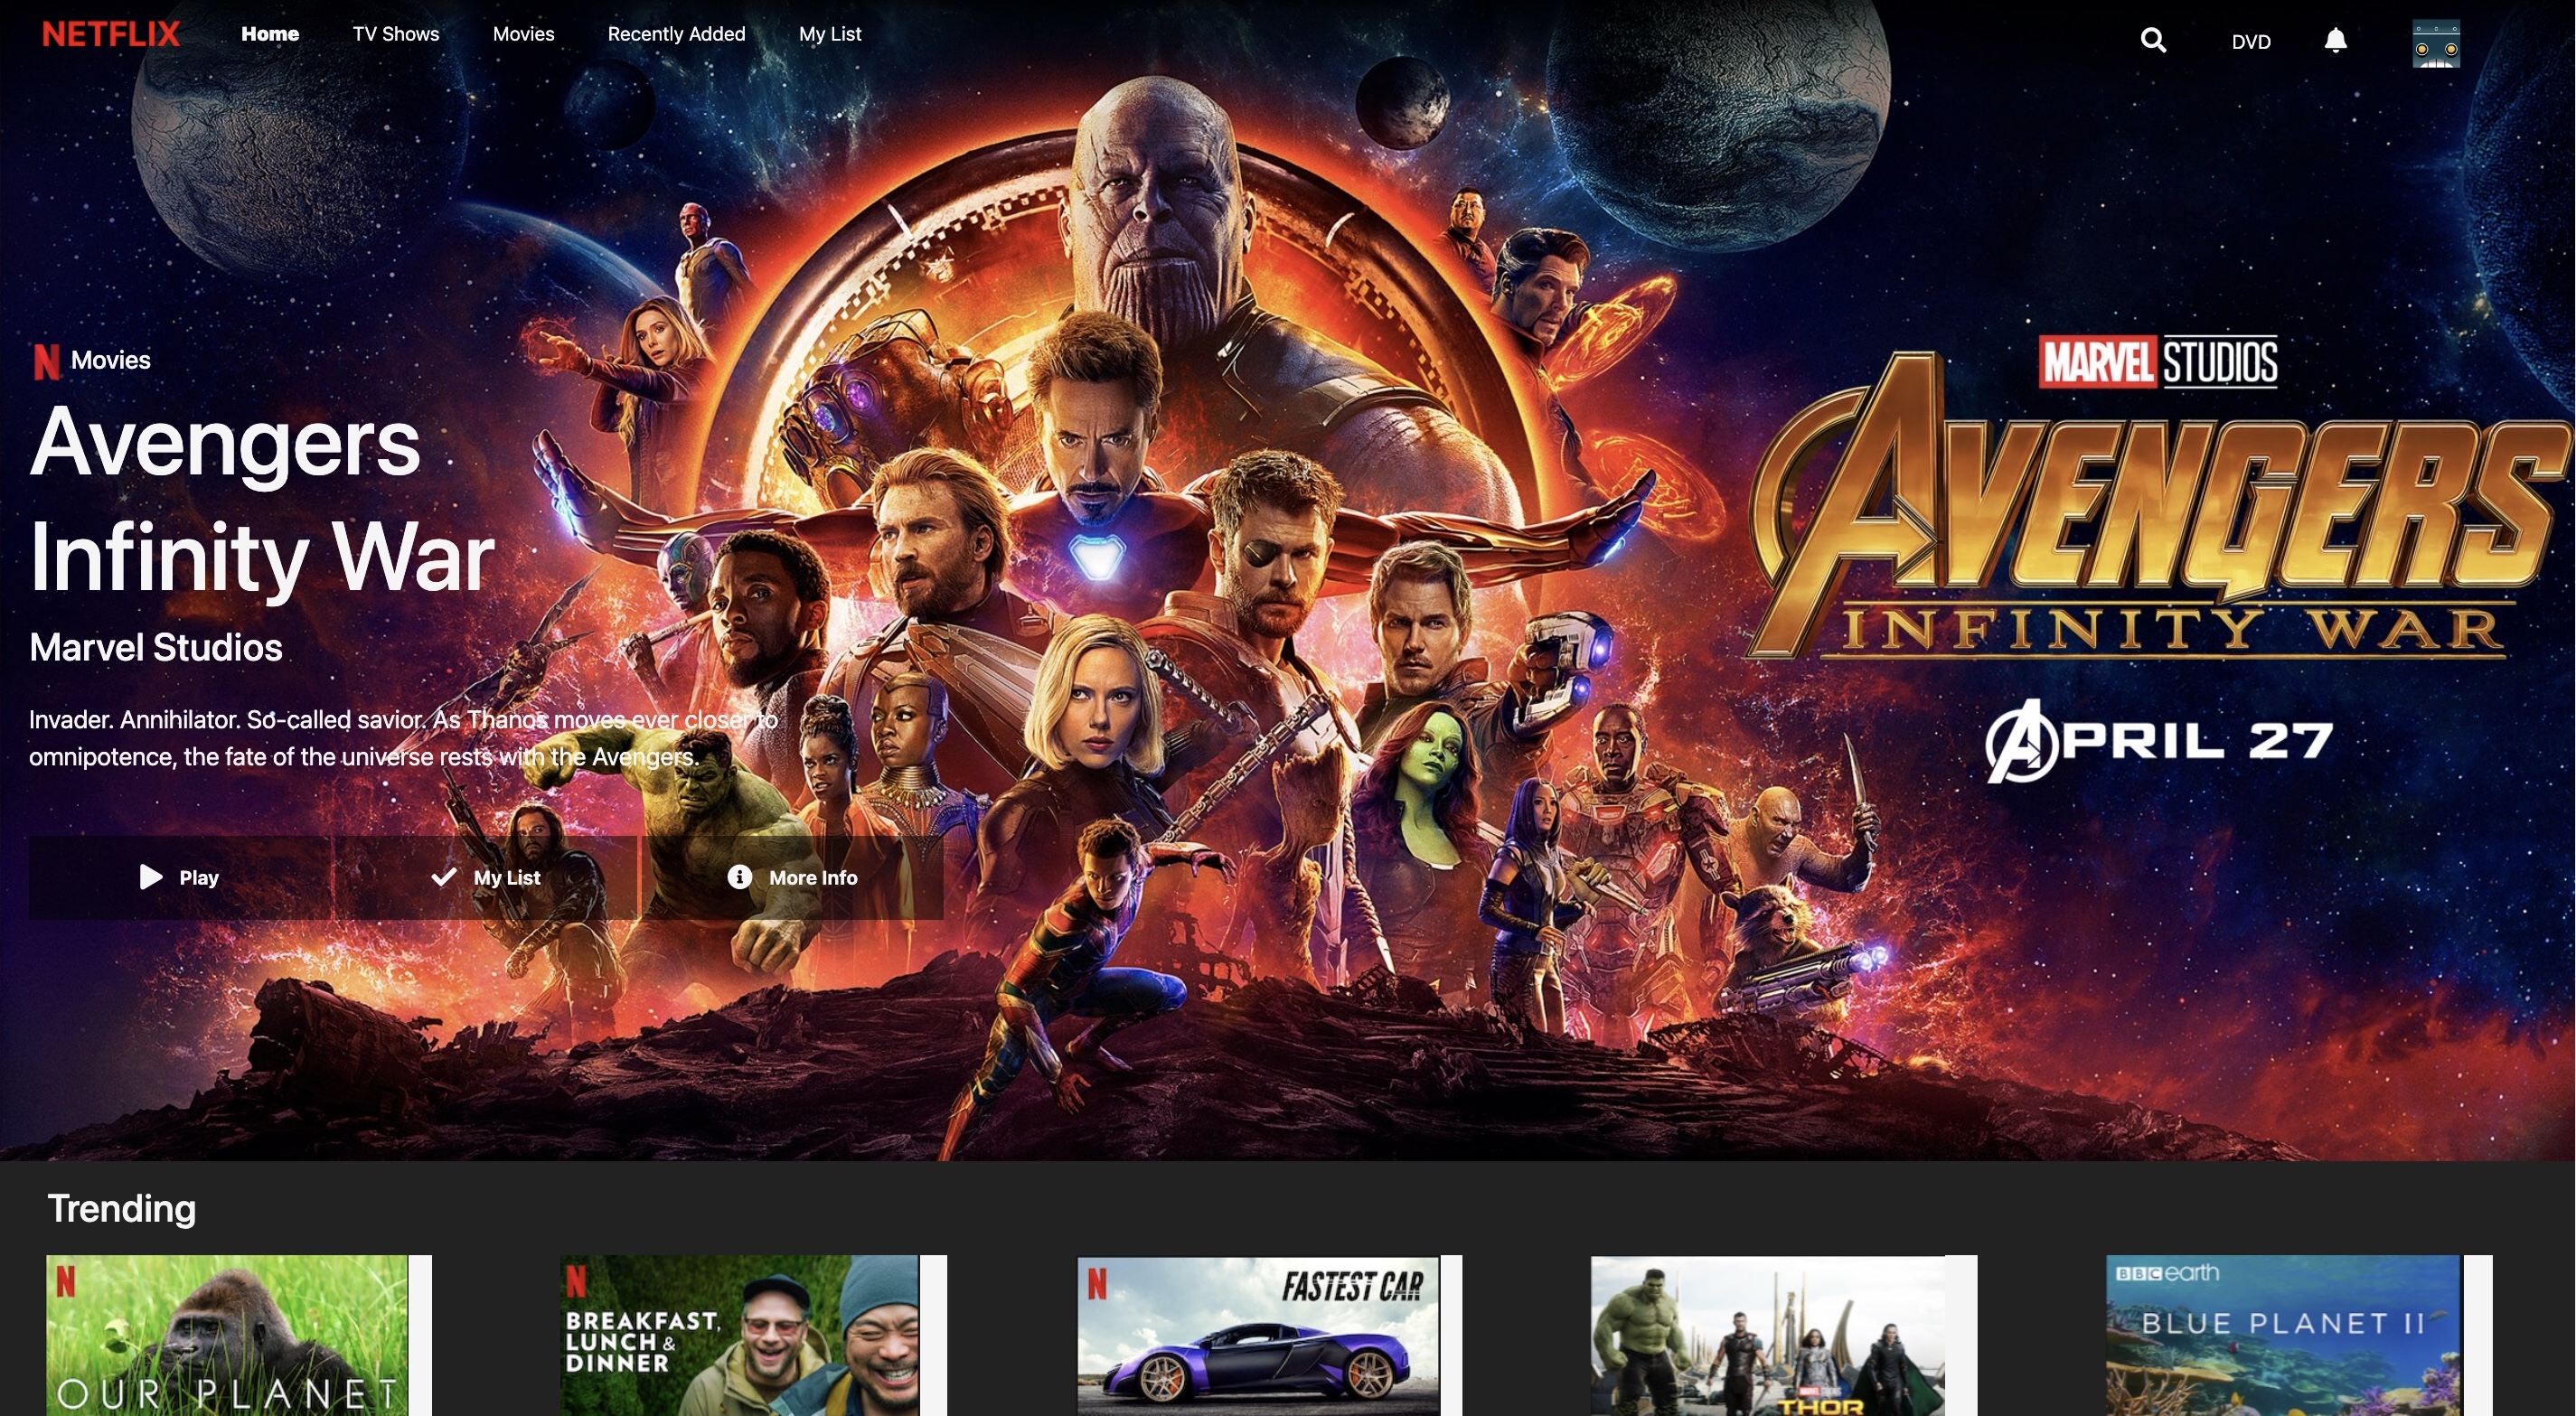 NETFLIX Home TV Shows Movies Recently Added My List DVD
N Movies
Avengers
Infinity War
Marvel Studios
Invader. Annihilator. So-called savior. As Thanos moves ever closer to
omnipotence, the fate of the universe rests with the Avengers.
Play My List More Info
MARVEL STUDIOS
AVENGERS
INFINITY WAR
APRIL 27
Trending
N
OUR PLANET
N
BREAKFAST,
LUNCH &
DINNER
N FASTEST CAR
MARVEL STUDIOS
THOR
BBC earth
BLUE PLANET II